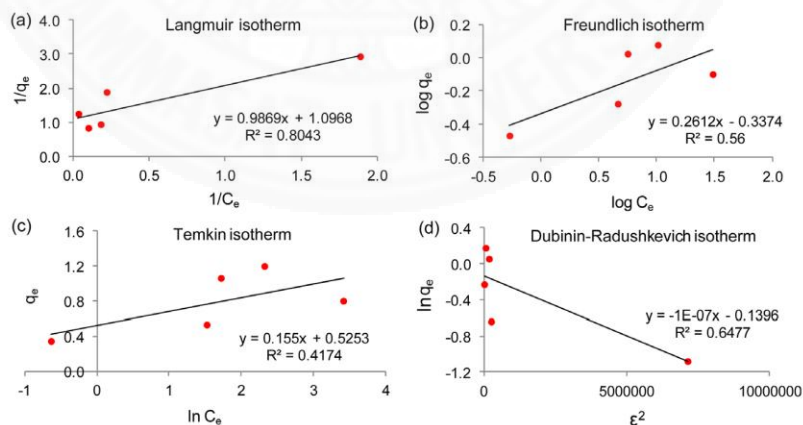 (a)
Langmuir isotherm
4.0
3.0
2.0
1.0
0.0
1/qe
y = 0.9869x + 1.0968
R² = 0.8043
0.0 0.5 1.0 1.5 2.0
1/Ce
(b)
Freundlich isotherm
0.2
0.0
-0.2
-0.4
-0.6
log qe
y = 0.2612x - 0.3374
R² = 0.56
-0.5 0.0 0.5 1.0 1.5 2.0
log Ce
(c)
Temkin isotherm
1.6
1.2
0.8
0.4
0.0
qe
y = 0.155x + 0.5253
R² = 0.4174
-1 0 1 2 3 4
ln Ce
(d)
Dubinin-Radushkevich isotherm
0.4
0.0
-0.4
-0.8
-1.2
ln qe
y = -1E-07x - 0.1396
R² = 0.6477
0 5000000 10000000
ε²